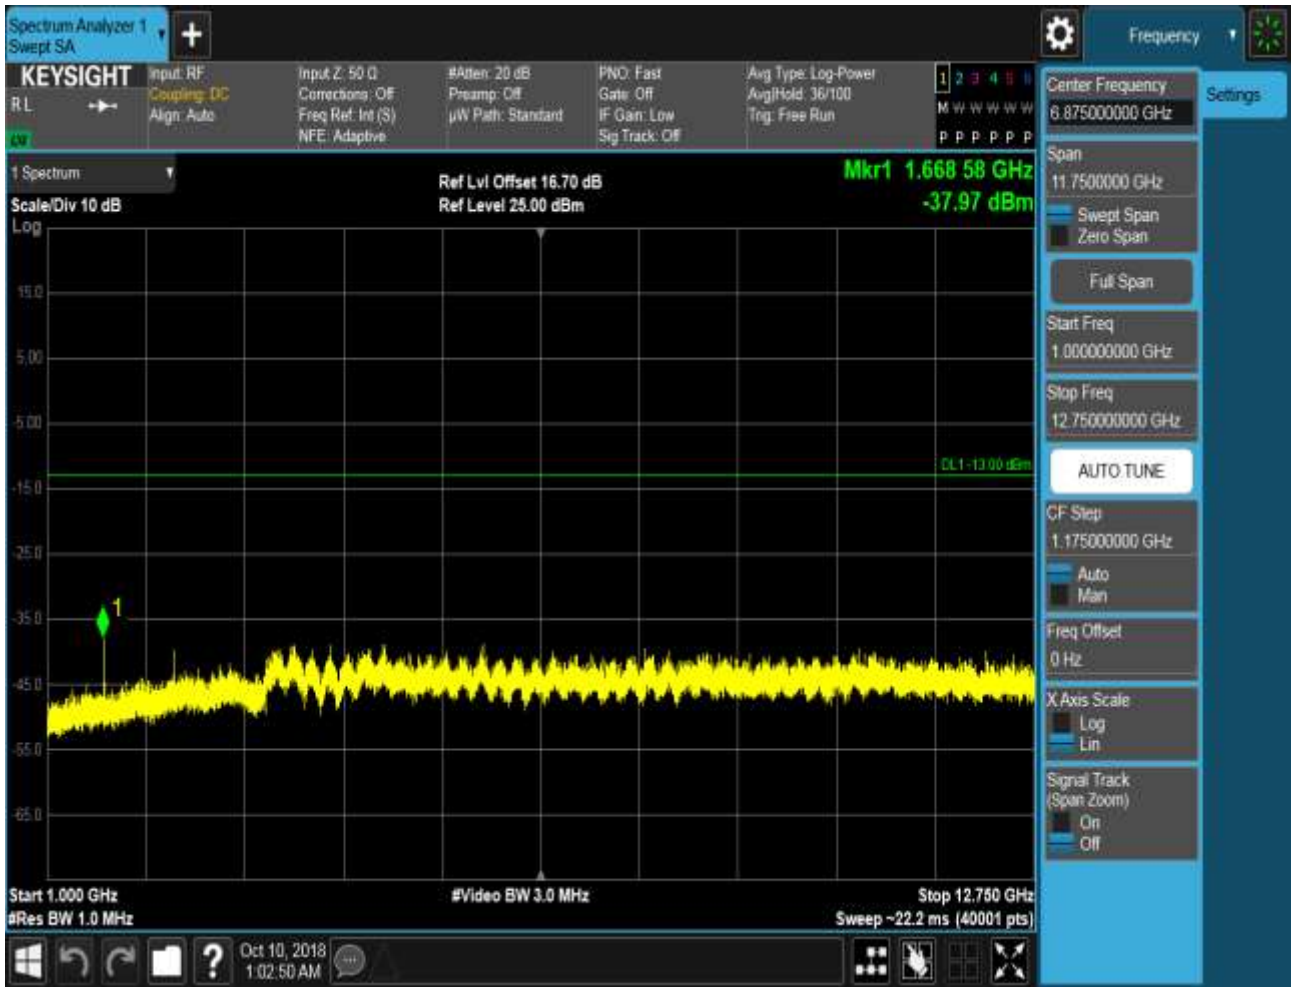 Spectrum Analyzer 1
Swept SA
Frequency
KEYSIGHT
RL
Input: RF
Coupling: DC
Align: Auto
Input Z: 50 Ω
Corrections: Off
Freq Ref: Int (S)
NFE: Adaptive
#Atten: 20 dB
Preamp: Off
µW Path: Standard
PNO: Fast
Gate: Off
IF Gain: Low
Sig Track: Off
Avg Type: Log-Power
Avg|Hold: 36/100
Trig: Free Run
1 2 3 4 5 6
M W W W W W
P P P P P P
1 Spectrum
Scale/Div 10 dB
Ref Lvl Offset 16.70 dB
Ref Level 25.00 dBm
Mkr1 1.668 58 GHz
-37.97 dBm
Log
15.0
5.00
-5.00
-15.0
-25.0
-35.0
-45.0
-55.0
-65.0
DL1 -13.00 dBm
1
Start 1.000 GHz
#Res BW 1.0 MHz
#Video BW 3.0 MHz
Stop 12.750 GHz
Sweep ~22.2 ms (40001 pts)
Center Frequency
6.875000000 GHz
Settings
Span
11.7500000 GHz
Swept Span
Zero Span
Full Span
Start Freq
1.000000000 GHz
Stop Freq
12.750000000 GHz
AUTO TUNE
CF Step
1.175000000 GHz
Auto
Man
Freq Offset
0 Hz
X Axis Scale
Log
Lin
Signal Track
(Span Zoom)
On
Off
?
Oct 10, 2018
1:02:50 AM